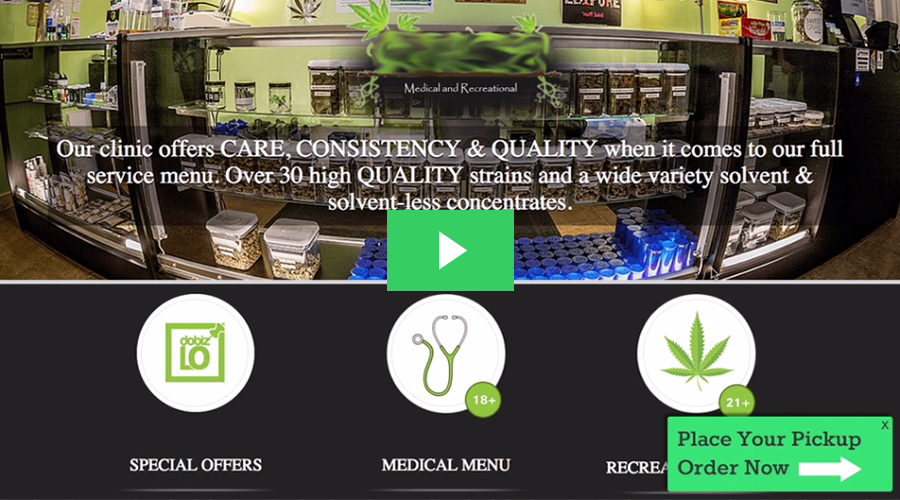 EDIPURE
Medical and Recreational
Our clinic offers CARE, CONSISTENCY & QUALITY when it comes to our full
service menu. Over 30 high QUALITY strains and a wide variety solvent &
solvent-less concentrates.
dobiz
LO
18+
21+
X
Place Your Pickup
Order Now
SPECIAL OFFERS
MEDICAL MENU
RECREA